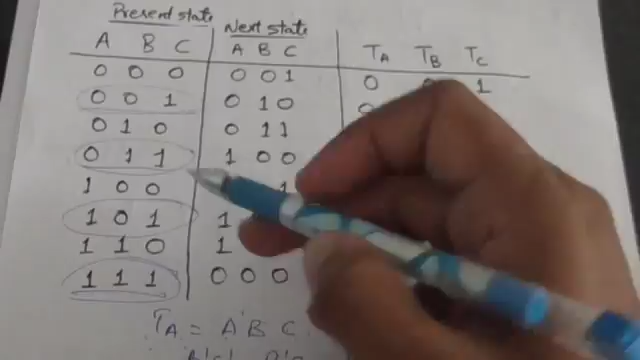 Present state Next state
A B C A B C TA TB TC
0 0 0 0 0 1 0 1
0 0 1 0 1 0
0 1 0 0 1 1
0 1 1 1 0 0
1 0 0 1
1 0 1 1
1 1 0 1
1 1 1 0 0 0
TA = A'B C